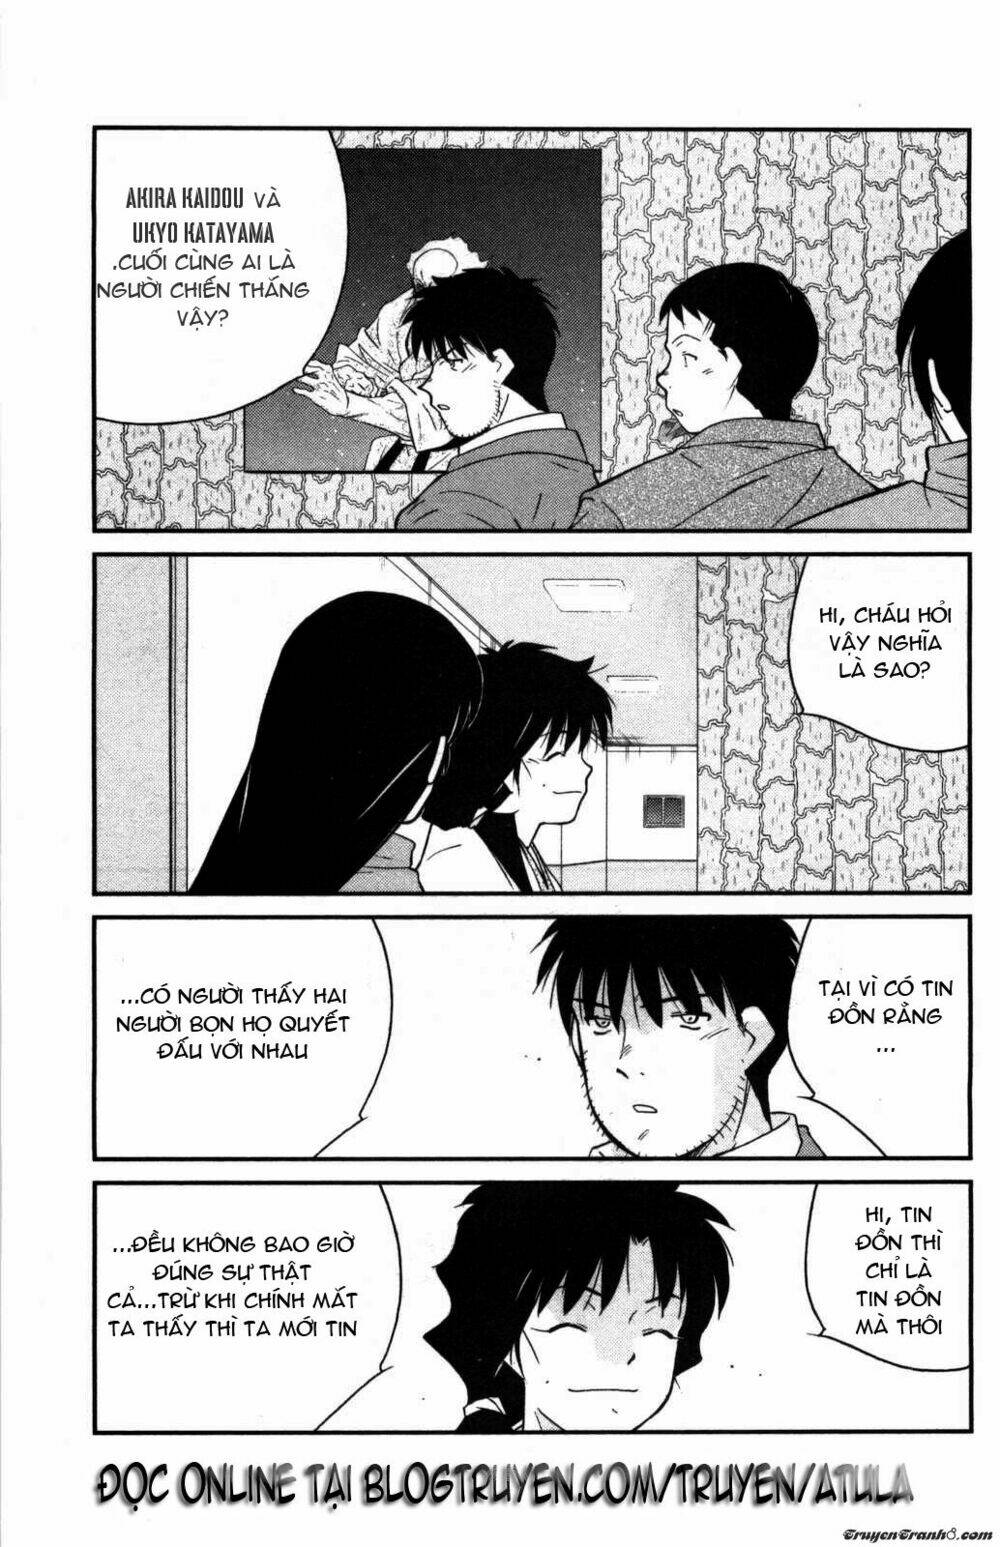 AKIRA KAIDOU VÀ
UKYO KATAYAMA
.CUỐI CÙNG AI LÀ
NGƯỜI CHIẾN THẮNG
VẬY?
HI, CHÁU HỎI
VẬY NGHĨA
LÀ SAO?
TẠI VÌ CÓ TIN
ĐỒN RẰNG
...
...CÓ NGƯỜI THẤY HAI
NGƯỜI BỌN HỌ QUYẾT
ĐẤU VỚI NHAU
HI, TIN
ĐỒN THÌ
CHỈ LÀ
TIN ĐỒN
MÀ THÔI
...ĐỀU KHÔNG BAO GIỜ
ĐÚNG SỰ THẬT
CẢ...TRỪ KHI CHÍNH MẮT
TA THẤY THÌ TA MỚI TIN
ĐỌC ONLINE TẠI BLOGTRUYEN.COM/TRUYEN/ATULA
TruyenTranh8.com